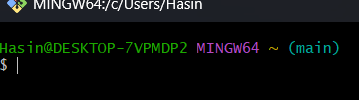 MINGW64:/c/Users/Hasin
Hasin@DESKTOP-7VPMDP2 MINGW64 ~ (main)
$